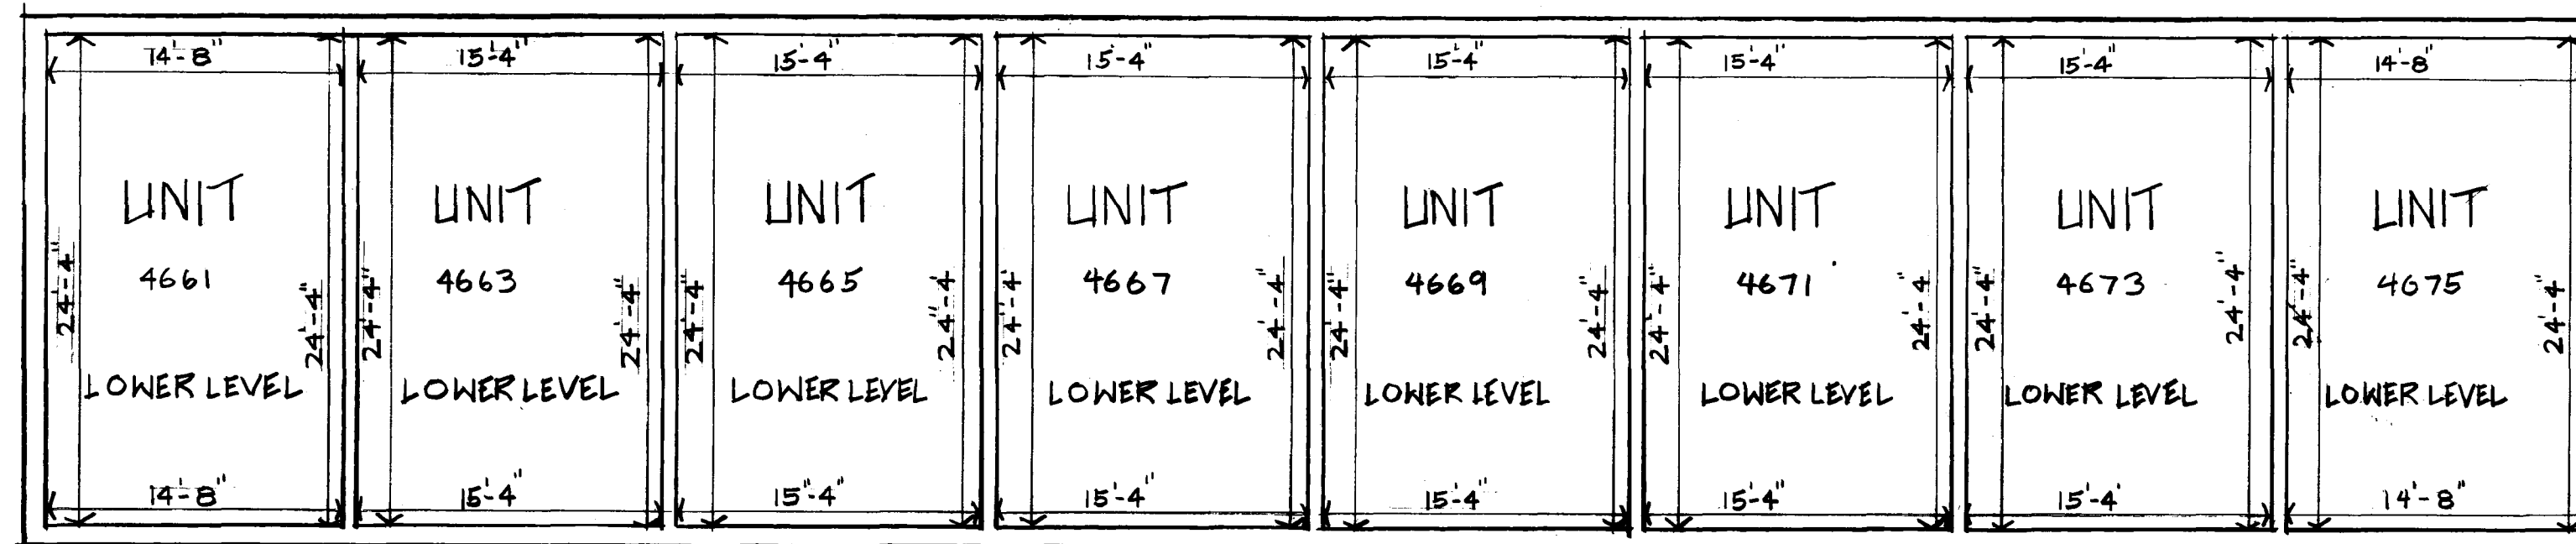 14'-8" 15'-4" 15'-4" 15'-4" 15'-4" 15'-4" 15'-4" 14'-8"
UNIT UNIT UNIT UNIT UNIT UNIT UNIT UNIT
4661 4663 4665 4667 4669 4671 4673 4675
24'-4" 24'-4" 24'-4" 24'-4" 24'-4" 24"-4' 24'-4' 24'-4" 24'-4" 24'-4" 24'-4" 24'-4" 24'-4" 24'-4" 24'-4" 24'-4"
LOWER LEVEL LOWER LEVEL LOWER LEVEL LOWER LEVEL LOWER LEVEL LOWER LEVEL LOWER LEVEL LOWER LEVEL
14'-8" 15'-4" 15"-4" 15'-4" 15'-4" 15'-4" 15'-4' 14'-8"